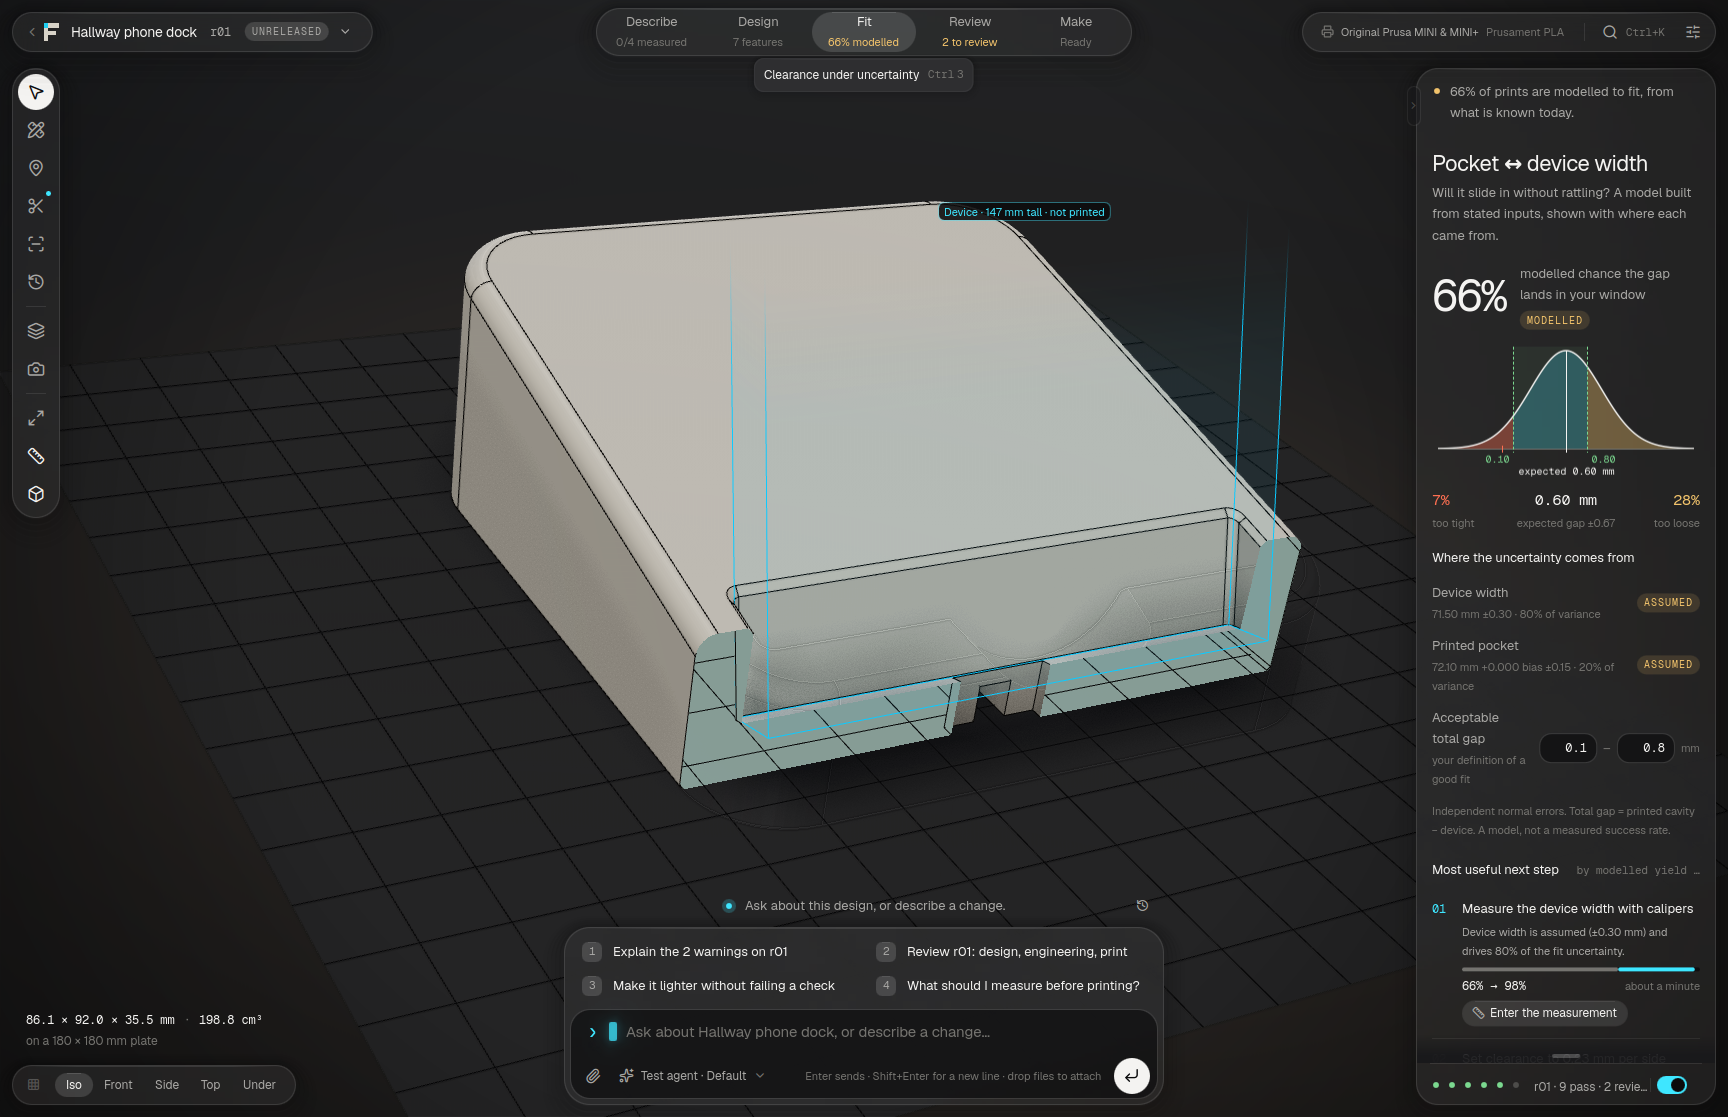 Hallway phone dock r01 UNRELEASED
Describe
0/4 measured
Design
7 features
Fit
66% modelled
Review
2 to review
Make
Ready
Original Prusa MINI & MINI+ Prusament PLA
Ctrl+K
Clearance under uncertainty Ctrl 3
66% of prints are modelled to fit, from
what is known today.
Pocket ↔ device width
Will it slide in without rattling? A model built
from stated inputs, shown with where each
came from.
66%
modelled chance the gap
lands in your window
MODELLED
0.10
0.80
expected 0.60 mm
7%
too tight
0.60 mm
expected gap ±0.67
28%
too loose
Where the uncertainty comes from
Device width
71.50 mm ±0.30 · 80% of variance
ASSUMED
Printed pocket
72.10 mm +0.000 bias ±0.15 · 20% of
variance
ASSUMED
Acceptable
total gap
your definition of a
good fit
0.1 – 0.8 mm
Independent normal errors. Total gap = printed cavity
– device. A model, not a measured success rate.
Most useful next step by modelled yield …
01 Measure the device width with calipers
Device width is assumed (±0.30 mm) and
drives 80% of the fit uncertainty.
66% → 98% about a minute
Enter the measurement
r01 · 9 pass · 2 revie…
Device · 147 mm tall · not printed
Ask about this design, or describe a change.
1 Explain the 2 warnings on r01
2 Review r01: design, engineering, print
3 Make it lighter without failing a check
4 What should I measure before printing?
Ask about Hallway phone dock, or describe a change…
Test agent · Default
Enter sends · Shift+Enter for a new line · drop files to attach
86.1 × 92.0 × 35.5 mm · 198.8 cm³
on a 180 × 180 mm plate
Iso Front Side Top Under